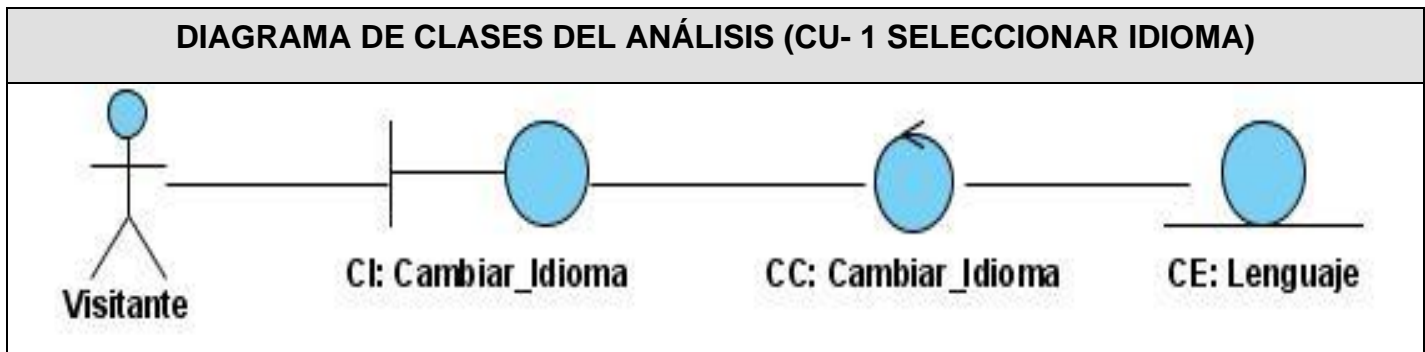 DIAGRAMA DE CLASES DEL ANÁLISIS (CU- 1 SELECCIONAR IDIOMA)
Visitante
CI: Cambiar_Idioma
CC: Cambiar_Idioma
CE: Lenguaje